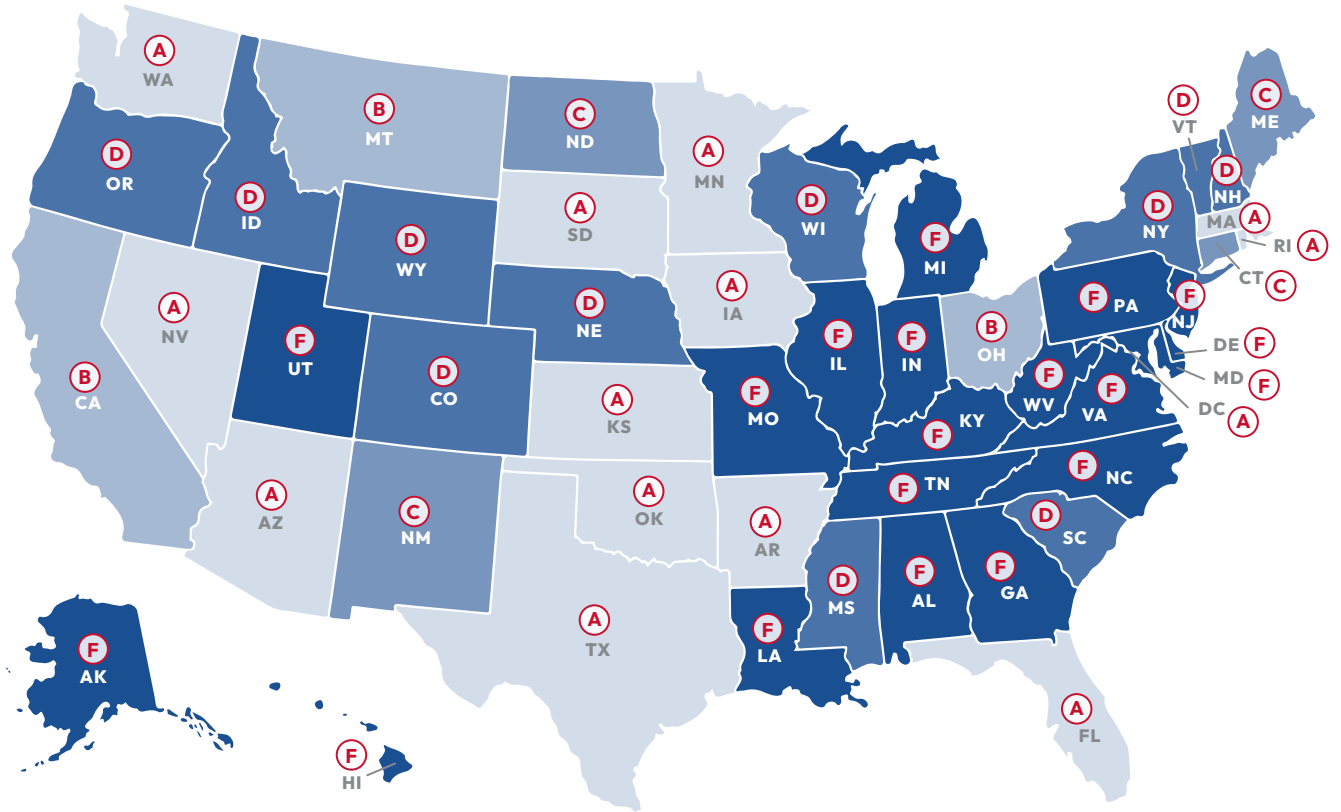 A
WA
B
MT
C
ND
A
MN
D
VT
C
ME
D
OR
D
ID
A
SD
D
WI
D
NY
D
NH
MA A
RI A
CT C
D
WY
F
MI
A
NV
F
UT
D
NE
A
IA
F
IL
F
IN
B
OH
F PA
F
NJ
DE F
MD F
DC A
B
CA
D
CO
A
KS
F
MO
F
WV
F
VA
KY
F
A
AZ
C
NM
A
OK
A
AR
F TN
F NC
D
SC
A
TX
D
MS
F
AL
F
GA
F
LA
F
AK
F
HI
A
FL